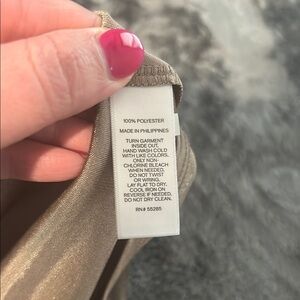 100% POLYESTER
MADE IN PHILIPPINES
TURN GARMENT
INSIDE OUT.
HAND WASH COLD
WITH LIKE COLORS,
ONLY NON-
CHLORINE BLEACH
WHEN NEEDED,
DO NOT TWIST
OR WRING,
LAY FLAT TO DRY.
COOL IRON ON
REVERSE IF NEEDED,
DO NOT DRY CLEAN.
RN# 55285